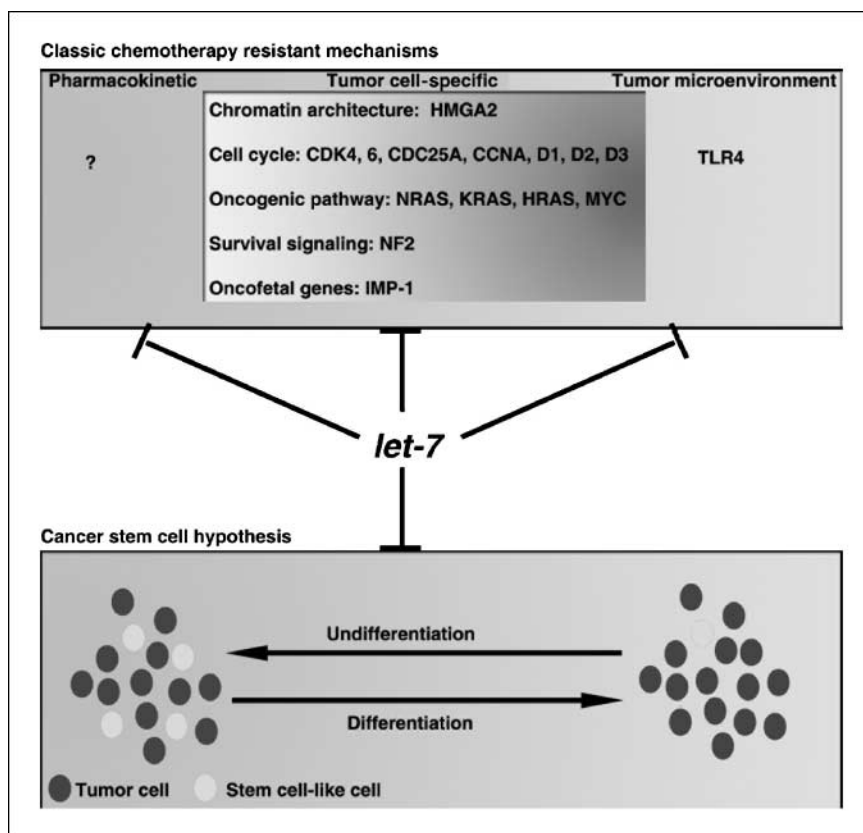 Classic chemotherapy resistant mechanisms
Pharmacokinetic Tumor cell-specific Tumor microenvironment
Chromatin architecture: HMGA2
Cell cycle: CDK4, 6, CDC25A, CCNA, D1, D2, D3
? TLR4
Oncogenic pathway: NRAS, KRAS, HRAS, MYC
Survival signaling: NF2
Oncofetal genes: IMP-1
let-7
Cancer stem cell hypothesis
Undifferentiation
Differentiation
Tumor cell Stem cell-like cell